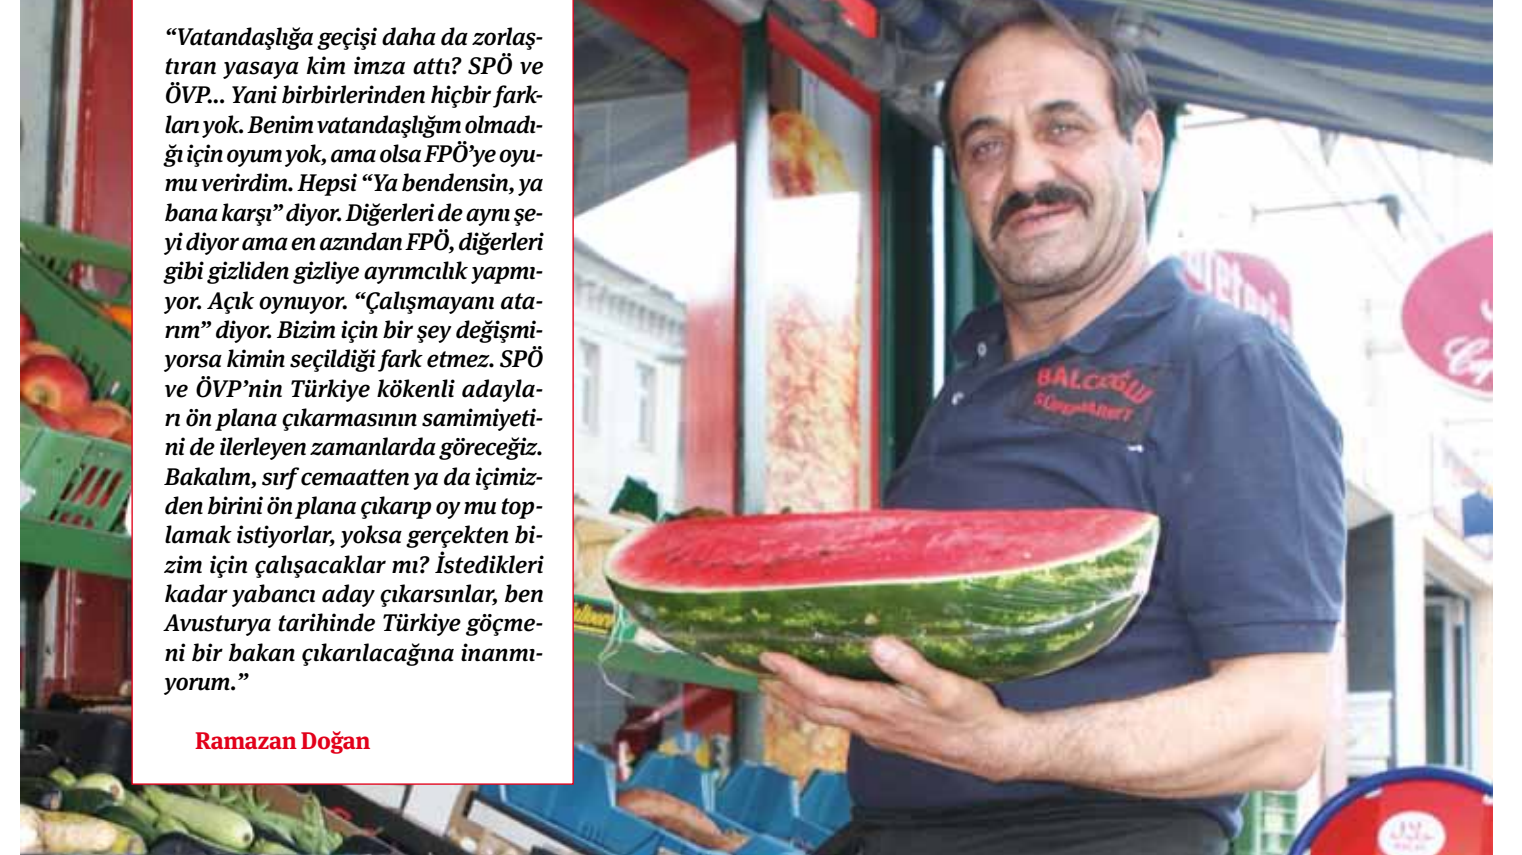 “Vatandaşlığa geçişi daha da zorlaş-
tıran yasaya kim imza attı? SPÖ ve
ÖVP... Yani birbirlerinden hiçbir fark-
ları yok. Benim vatandaşlığım olmadı-
ğı için oyum yok, ama olsa FPÖ’ye oyu-
mu verirdim. Hepsi “Ya bendensin, ya
bana karşı” diyor. Diğerleri de aynı şe-
yi diyor ama en azından FPÖ, diğerleri
gibi gizliden gizliye ayrımcılık yapmı-
yor. Açık oynuyor. “Çalışmayanı ata-
rım” diyor. Bizim için bir şey değişmi-
yorsa kimin seçildiği fark etmez. SPÖ
ve ÖVP’nin Türkiye kökenli adayla-
rı ön plana çıkarmasının samimiyeti-
ni de ilerleyen zamanlarda göreceğiz.
Bakalım, sırf cemaatten ya da içimiz-
den birini ön plana çıkarıp oy mu top-
lamak istiyorlar, yoksa gerçekten bi-
zim için çalışacaklar mı? İstedikleri
kadar yabancı aday çıkarsınlar, ben
Avusturya tarihinde Türkiye göçme-
ni bir bakan çıkarılacağına inanmı-
yorum.”
Ramazan Doğan
BALCOĞLU
SÜPERMARKET